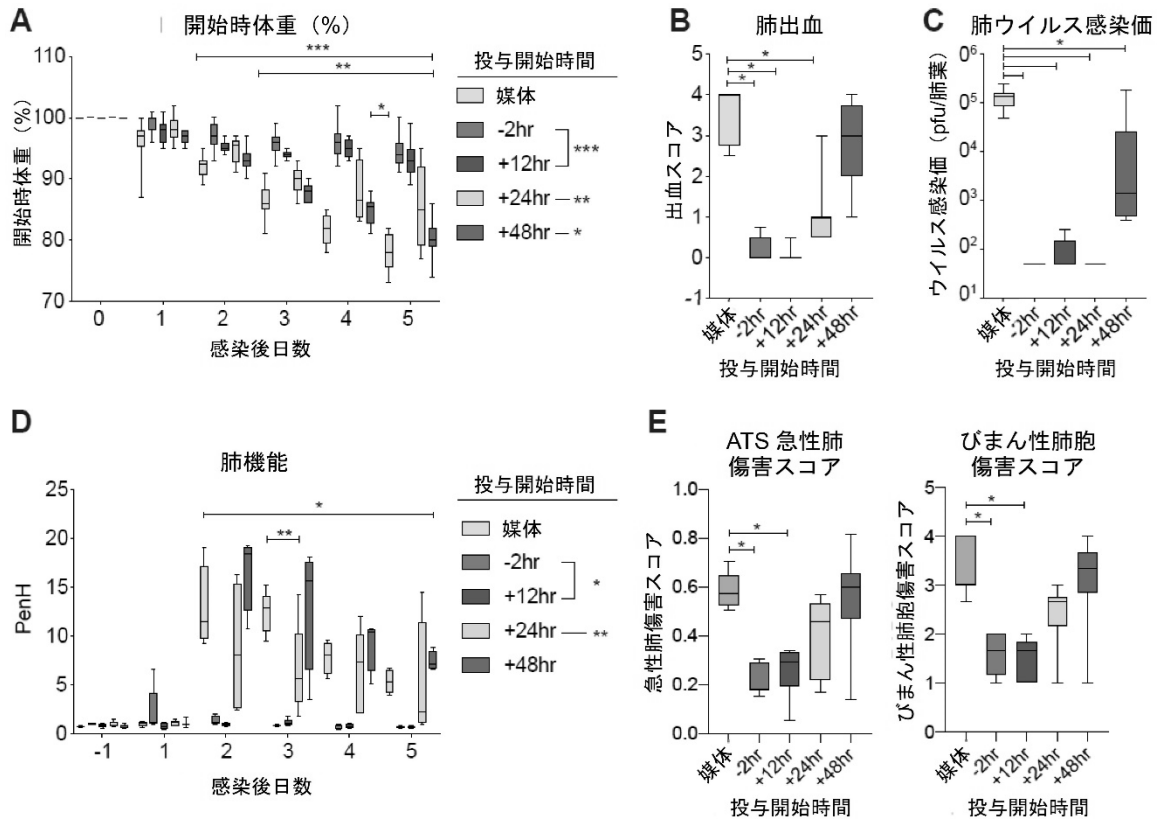 A
開始時体重（%）
***
**
*
開始時体重（%）
110
100
90
80
70
0
1
2
3
4
5
感染後日数
投与開始時間
媒体
-2hr
+12hr
***
+24hr
**
+48hr
*
B
肺出血
*
*
*
出血スコア
5
4
3
2
1
0
-1
媒体
-2hr
+12hr
+24hr
+48hr
投与開始時間
C
肺ウイルス感染価
*
ウイルス感染価（pfu/肺葉）
0⁶
0⁵
0⁴
0³
0²
0¹
媒体
-2hr
+12hr
+24hr
+48hr
投与開始時間
D
肺機能
*
**
PenH
25
20
15
10
5
0
-1
1
2
3
4
5
感染後日数
投与開始時間
媒体
-2hr
+12hr
*
+24hr
**
+48hr
E
ATS 急性肺
傷害スコア
*
*
急性肺傷害スコア
1.0
0.8
0.6
0.4
0.2
0.0
媒体
-2hr
+12hr
+24hr
+48hr
投与開始時間
びまん性肺胞
傷害スコア
*
*
びまん性肺胞傷害スコア
5
4
3
2
1
0
媒体
-2hr
+12hr
+24hr
+48hr
投与開始時間